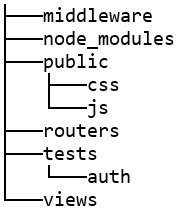 middleware
node_modules
public
css
js
routers
tests
auth
views